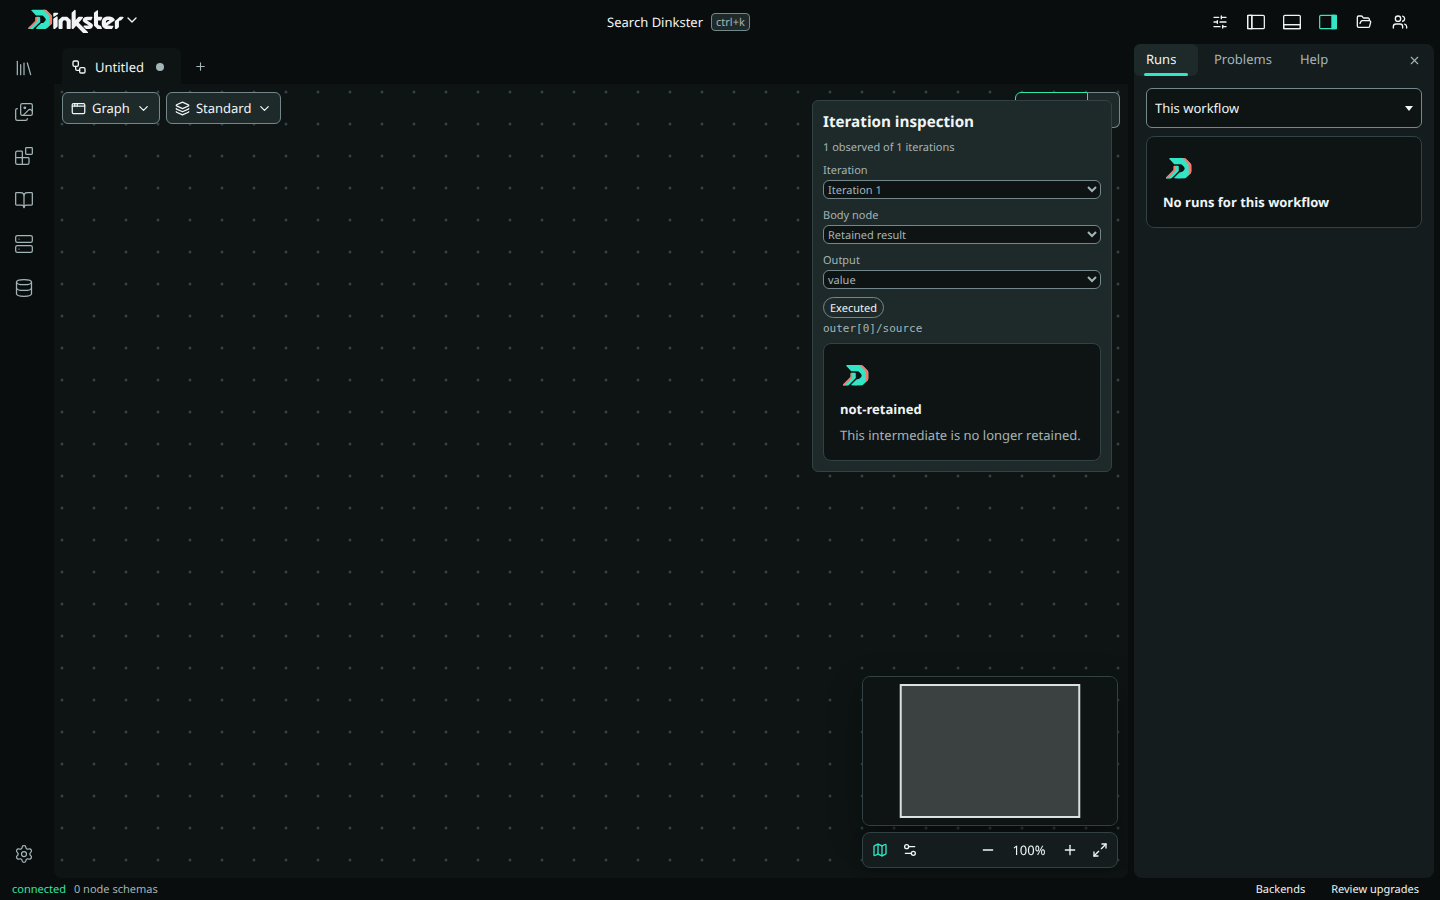 Dinkster
Search Dinkster ctrl+k
Untitled
Graph
Standard
Iteration inspection
1 observed of 1 iterations
Iteration
Iteration 1
Body node
Retained result
Output
value
Executed
outer[0]/source
not-retained
This intermediate is no longer retained.
100%
Runs Problems Help
This workflow
No runs for this workflow
connected 0 node schemas
Backends Review upgrades